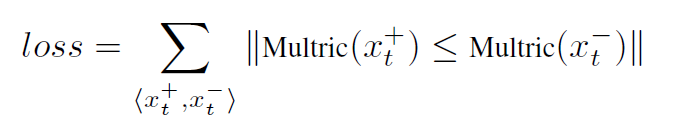 loss = ∑ ‖Multric(x_t^+) ≤ Multric(x_t^-)‖
⟨x_t^+,x_t^-⟩